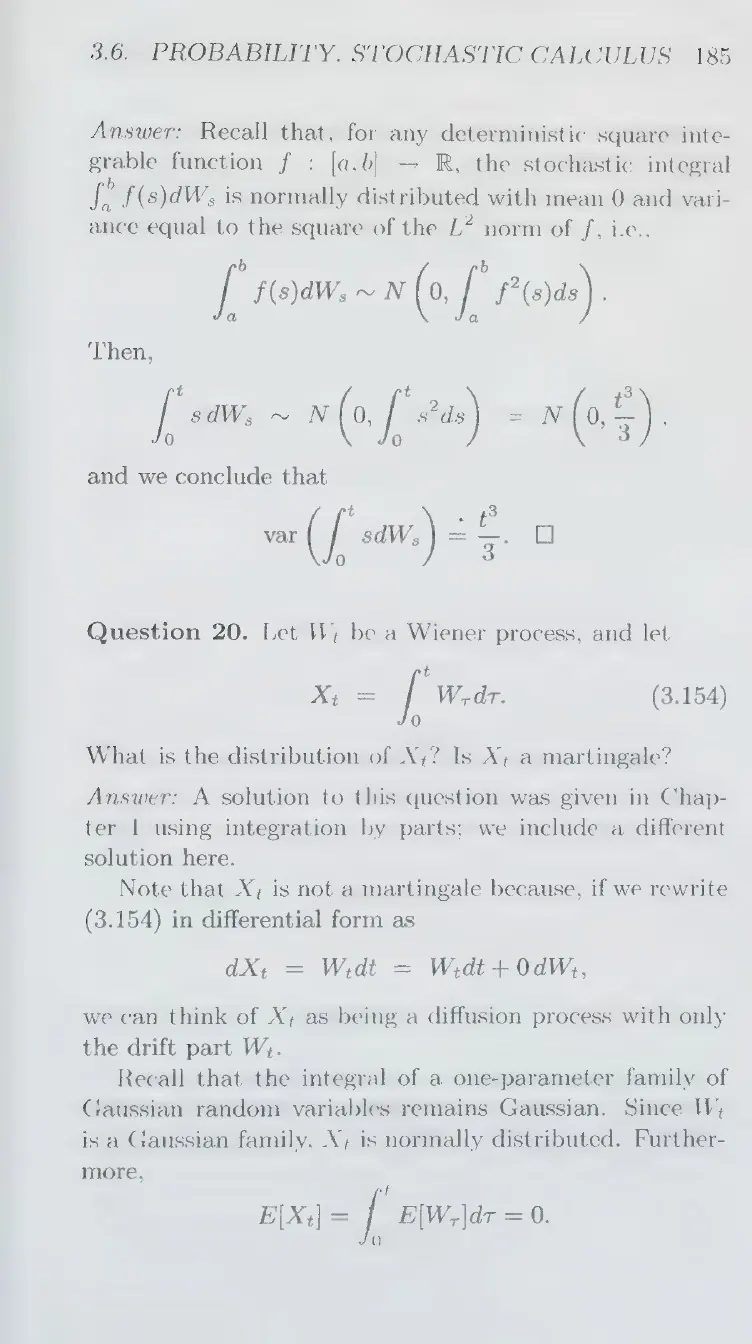 3.6. PROBABILITY. STOCHASTIC CALCULUS 185
Answer: Recall that, for any deterministic square inte-
grable function f : [a, b] → ℝ, the stochastic integral
∫_a^b f(s)dW_s is normally distributed with mean 0 and vari-
ance equal to the square of the L² norm of f, i.e.,
∫_a^b f(s)dW_s ∼ N (0, ∫_a^b f²(s)ds).
Then,
∫_0^t s dW_s ∼ N (0, ∫_0^t s²ds) = N (0, t³/3).
and we conclude that
var (∫_0^t sdW_s) = t³/3. □
Question 20. Let W_t be a Wiener process, and let
X_t = ∫_0^t W_τ dτ. (3.154)
What is the distribution of X_t? Is X_t a martingale?
Answer: A solution to this question was given in Chap-
ter 1 using integration by parts; we include a different
solution here.
Note that X_t is not a martingale because, if we rewrite
(3.154) in differential form as
dX_t = W_t dt = W_t dt + 0 dW_t,
we can think of X_t as being a diffusion process with only
the drift part W_t.
Recall that the integral of a one-parameter family of
Gaussian random variables remains Gaussian. Since W_t
is a Gaussian family, X_t is normally distributed. Further-
more,
E[X_t] = ∫_0^t E[W_τ]dτ = 0.